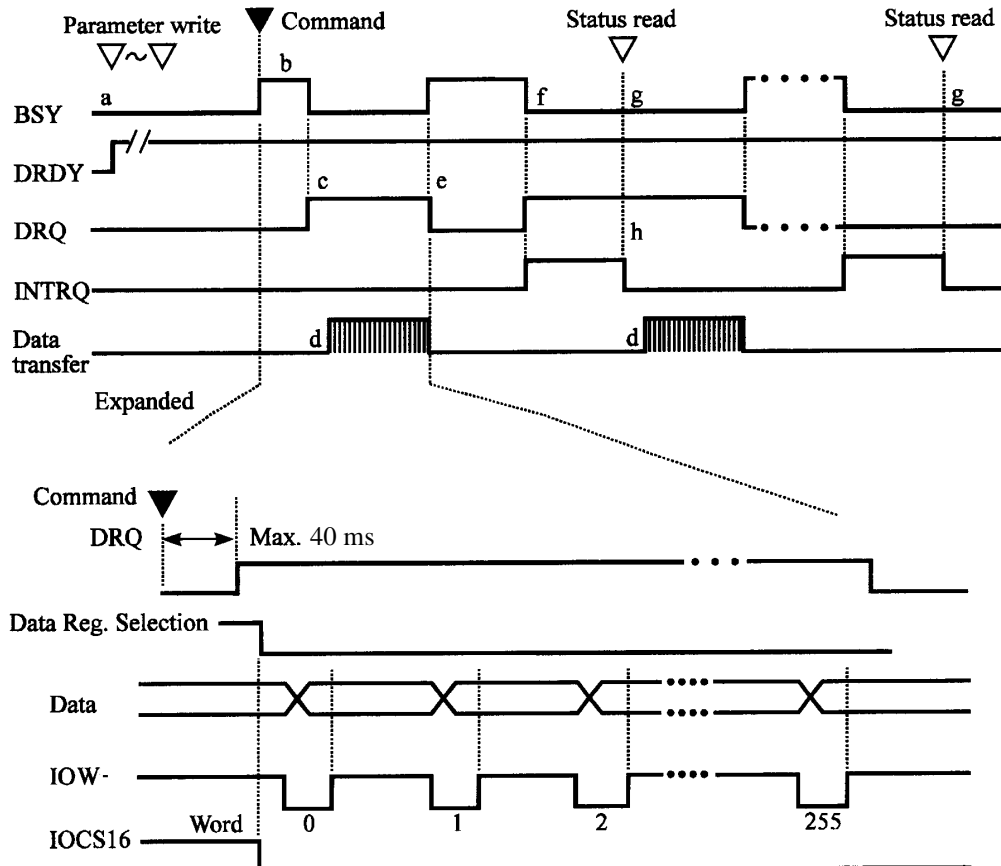 Parameter write
Command
Status read
Status read
b
a
f
g
g
BSY
DRDY
c
e
DRQ
h
INTRQ
d
d
Data
transfer
Expanded
Command
DRQ
Max. 40 ms
Data Reg. Selection
Data
IOW-
Word
0
1
2
255
IOCS16